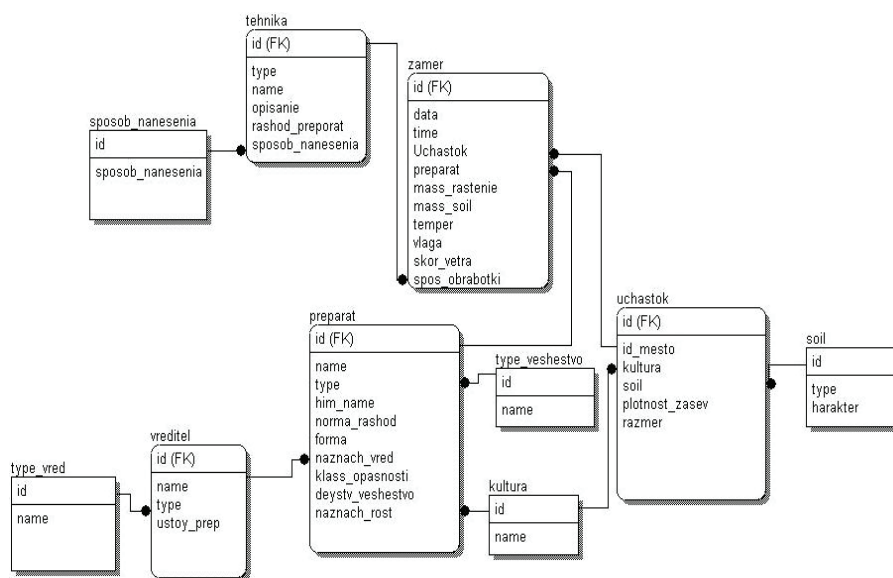 tehnika
id (FK)
type
name
opisanie
rashod_preporat
sposob_nanesenia
zamer
id (FK)
data
time
Uchastok
preparat
mass_rastenie
mass_soil
temper
vlaga
skor_vetra
spos_obrabotki
sposob_nanesenia
id
sposob_nanesenia
uchastok
id (FK)
id_mesto
kultura
soil
plotnost_zasev
razmer
soil
id
type
harakter
preparat
id (FK)
name
type
him_name
norma_rashod
forma
naznach_vred
klass_opasnosti
deystv_veshestvo
naznach_rost
type_veshestvo
id
name
vreditel
id (FK)
name
type
ustoy_prep
type_vred
id
name
kultura
id
name